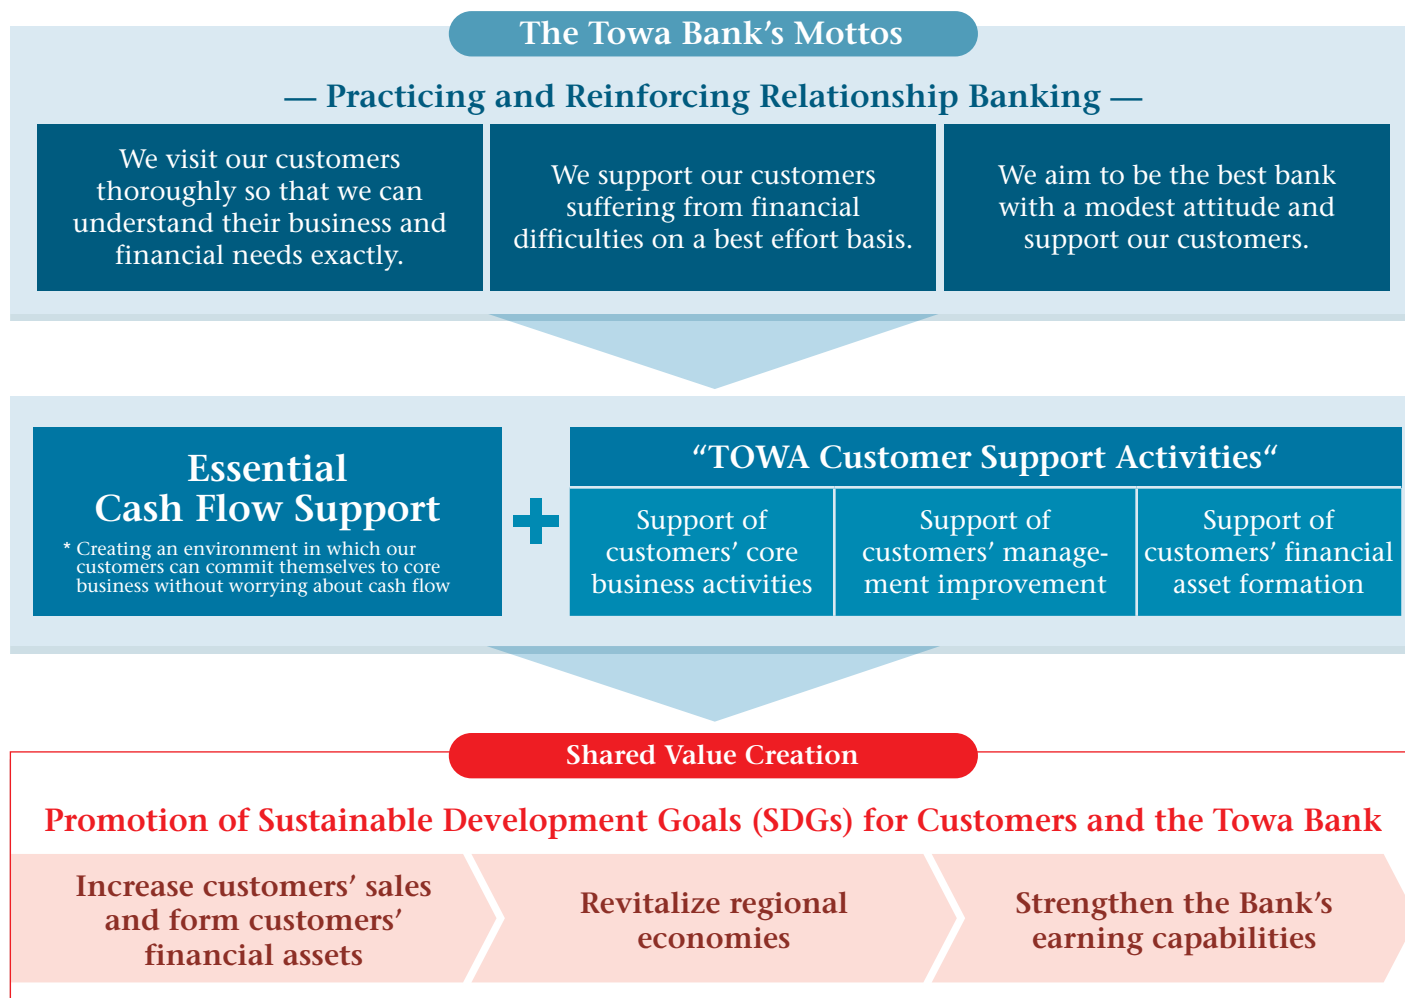 The Towa Bank's Mottos
— Practicing and Reinforcing Relationship Banking —
We visit our customers
thoroughly so that we can
understand their business and
financial needs exactly.
We support our customers
suffering from financial
difficulties on a best effort basis.
We aim to be the best bank
with a modest attitude and
support our customers.
Essential
Cash Flow Support
* Creating an environment in which our
customers can commit themselves to core
business without worrying about cash flow
“TOWA Customer Support Activities“
Support of
customers’ core
business activities
Support of
customers’ manage-
ment improvement
Support of
customers’ financial
asset formation
Shared Value Creation
Promotion of Sustainable Development Goals (SDGs) for Customers and the Towa Bank
Increase customers’ sales
and form customers’
financial assets
Revitalize regional
economies
Strengthen the Bank’s
earning capabilities